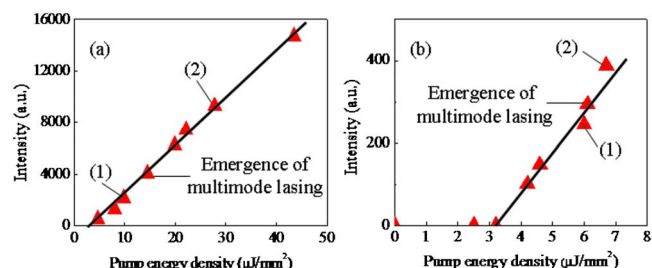 16000
12000
8000
4000
0
(a)
(1)
(2)
Emergence of
multimode lasing
Intensity (a.u.)
0 10 20 30 40 50
Pump energy density (μJ/mm²)
400
200
0
(b)
(2)
Emergence of
multimode lasing
(1)
Intensity (a.u.)
0 1 2 3 4 5 6 7 8
Pump energy density (μJ/mm²)